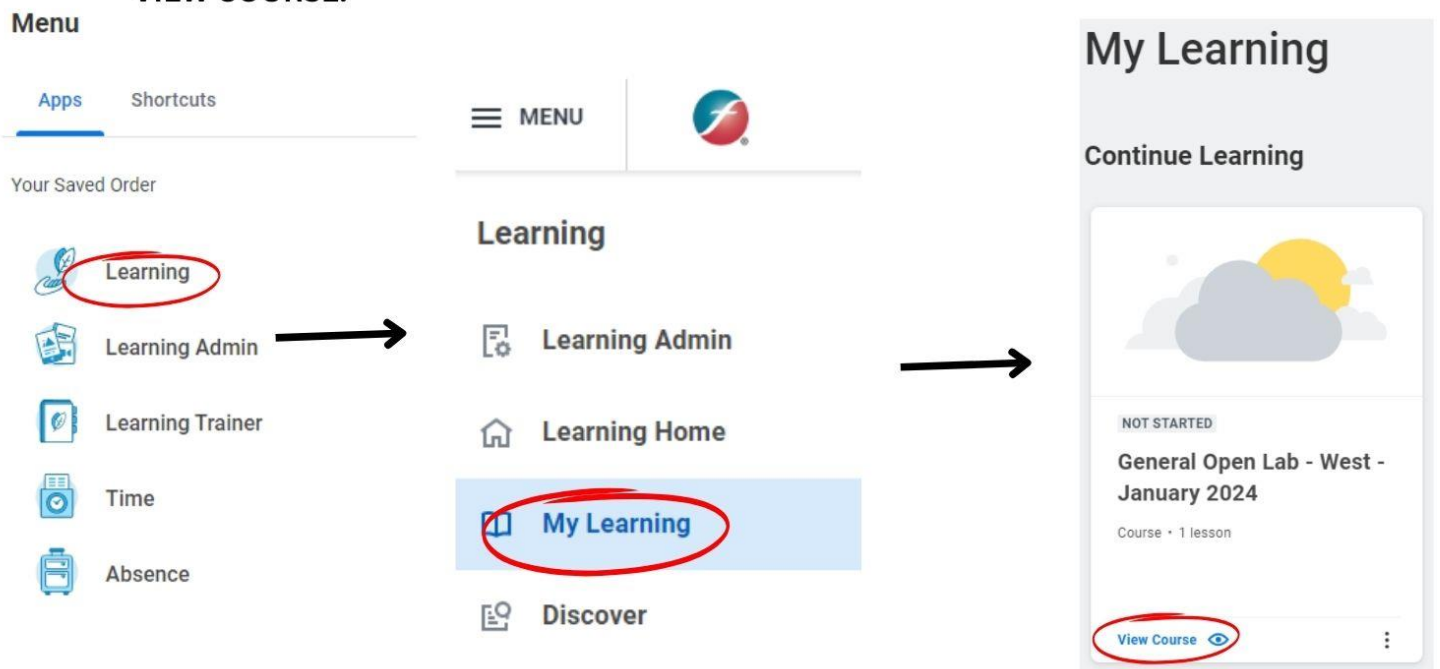 VIEW COURSE.
Menu
Apps Shortcuts
Your Saved Order
Learning
Learning Admin
Learning Trainer
Time
Absence
MENU
Learning
Learning Admin
Learning Home
My Learning
Discover
My Learning
Continue Learning
NOT STARTED
General Open Lab - West -
January 2024
Course • 1 lesson
View Course